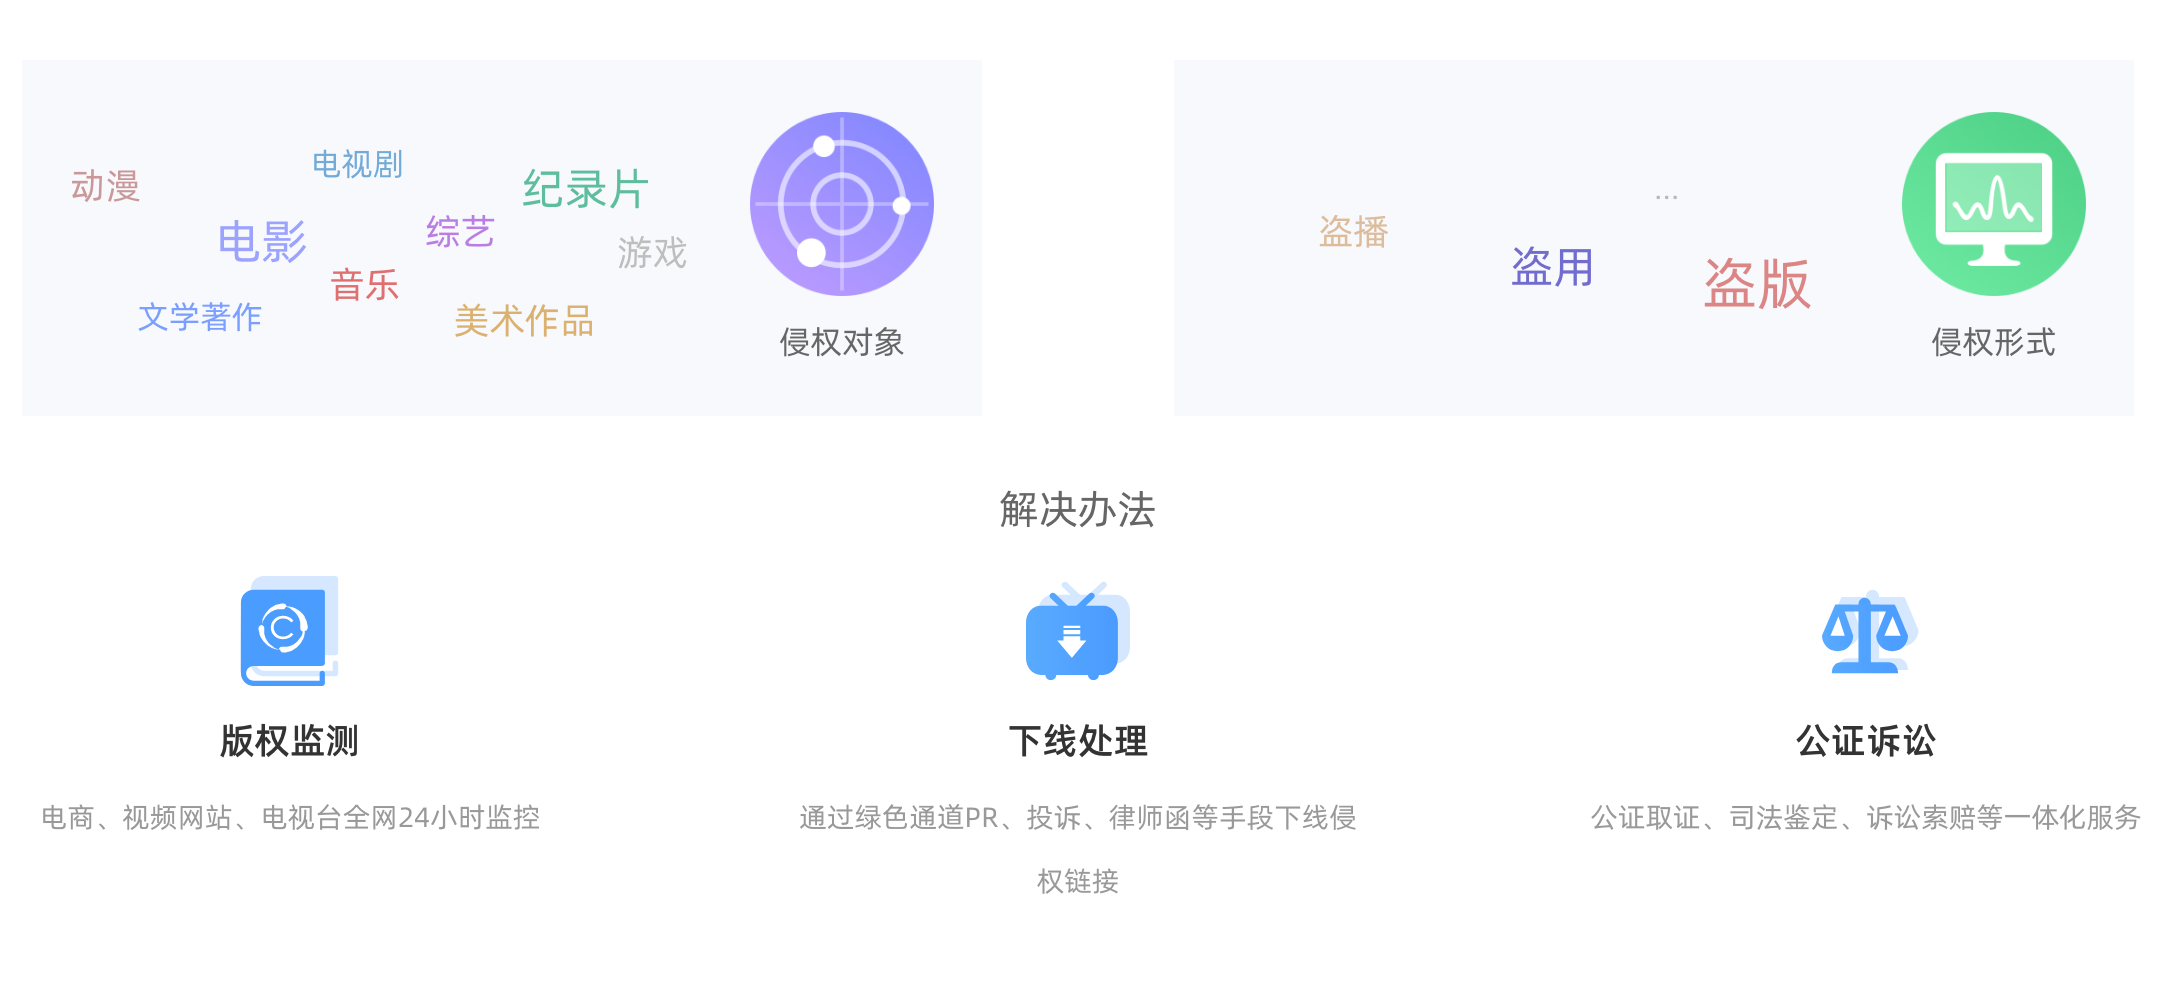 电视剧
动漫
纪录片
综艺
电影
游戏
音乐
文学著作
美术作品
侵权对象
...
盗播
盗用
盗版
侵权形式
解决办法
版权监测
电商、视频网站、电视台全网24小时监控
下线处理
通过绿色通道PR、投诉、律师函等手段下线侵
权链接
公证诉讼
公证取证、司法鉴定、诉讼索赔等一体化服务